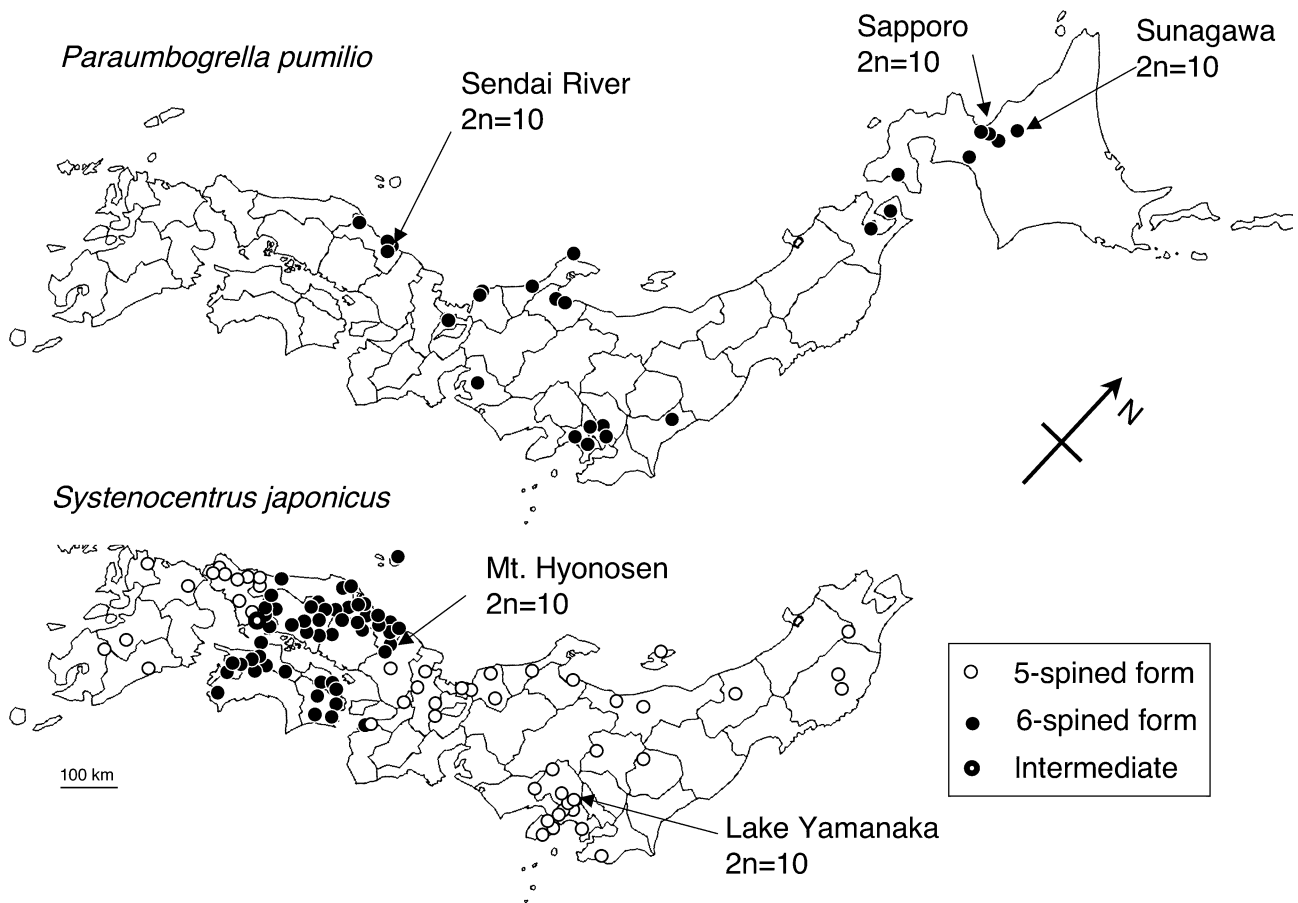 Paraumbogrella pumilio
Sendai River
2n=10
Sapporo
2n=10
Sunagawa
2n=10
N
Systenocentrus japonicus
Mt. Hyonosen
2n=10
5-spined form
6-spined form
Intermediate
100 km
Lake Yamanaka
2n=10